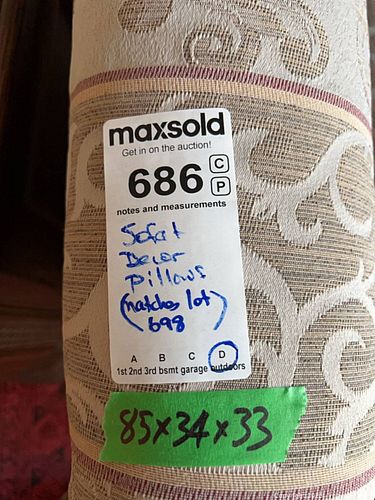 maxsold
Get in on the auction!
686 C
P
notes and measurements
Sofa +
Decor
pillows
(matches lot
698)
A B C D
1st 2nd 3rd bsmt garage outdoors
85x34x33